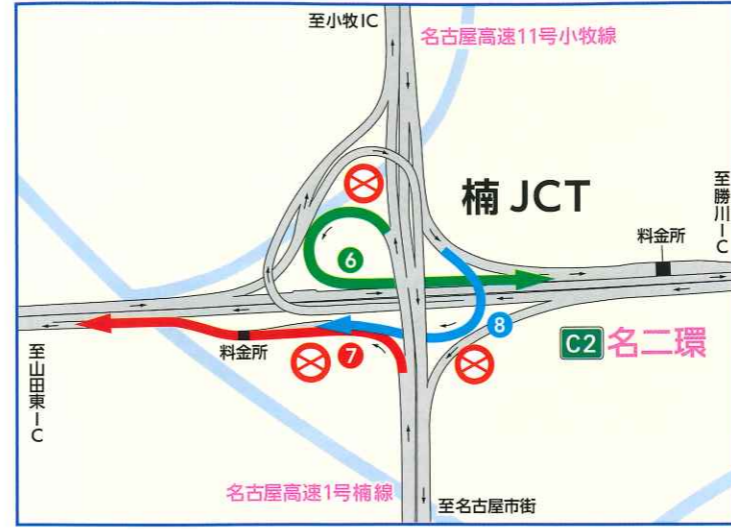 至小牧IC
名古屋高速11号小牧線
楠 JCT
至勝川IC
料金所
6
8
C2 名二環
7
料金所
至山田東IC
名古屋高速1号楠線
至名古屋市街